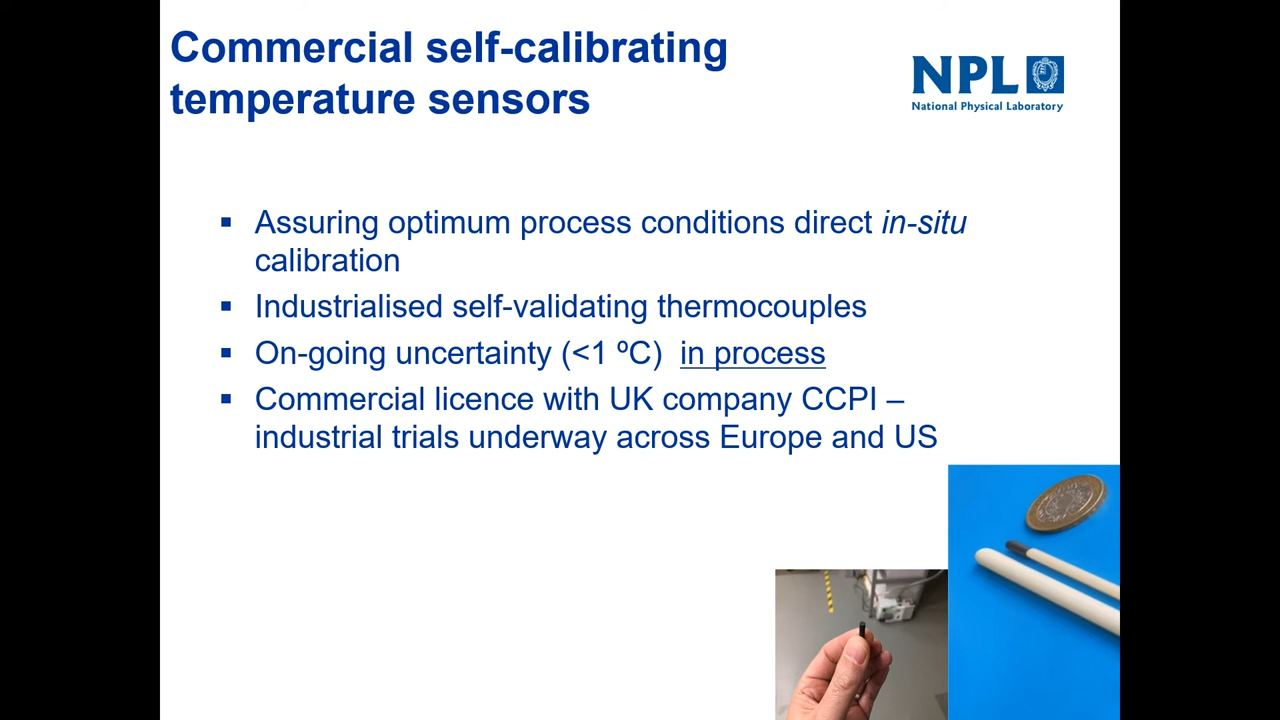 Commercial self-calibrating
temperature sensors
NPL
National Physical Laboratory
▪ Assuring optimum process conditions direct in-situ
calibration
▪ Industrialised self-validating thermocouples
▪ On-going uncertainty (<1 ºC) in process
▪ Commercial licence with UK company CCPI –
industrial trials underway across Europe and US